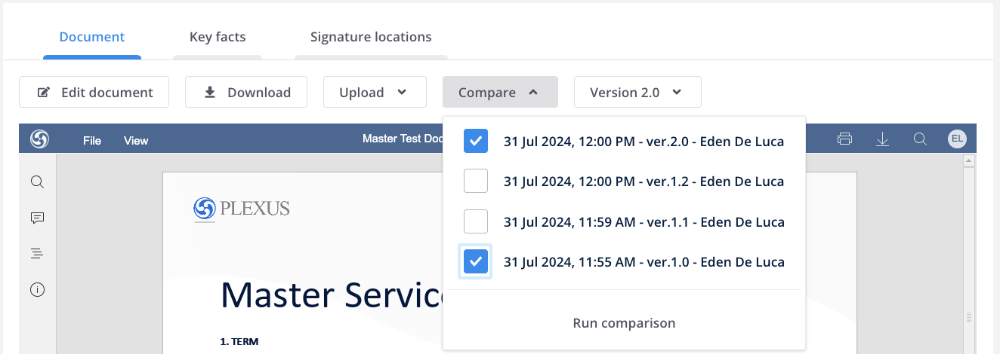 Document Key facts Signature locations
Edit document Download Upload Compare Version 2.0
File View Master Test Doc EL
31 Jul 2024, 12:00 PM - ver.2.0 - Eden De Luca
31 Jul 2024, 12:00 PM - ver.1.2 - Eden De Luca
31 Jul 2024, 11:59 AM - ver.1.1 - Eden De Luca
31 Jul 2024, 11:55 AM - ver.1.0 - Eden De Luca
Run comparison
PLEXUS
Master Servic
1. TERM